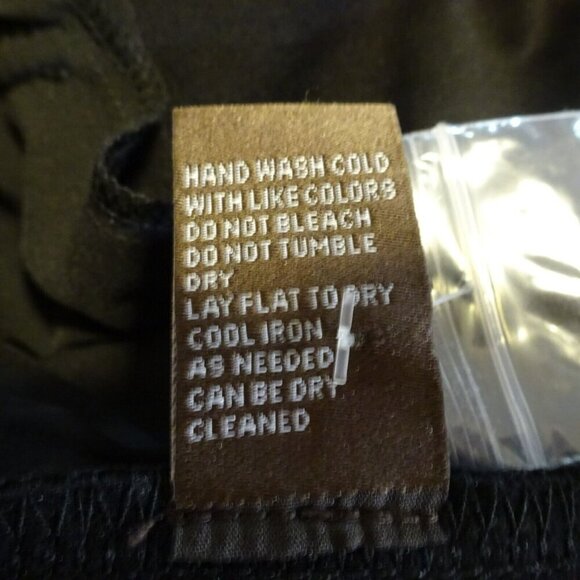 HAND WASH COLD
WITH LIKE COLORS
DO NOT BLEACH
DO NOT TUMBLE
DRY
LAY FLAT TO DRY
COOL IRON
AS NEEDED
CAN BE DRY
CLEANED